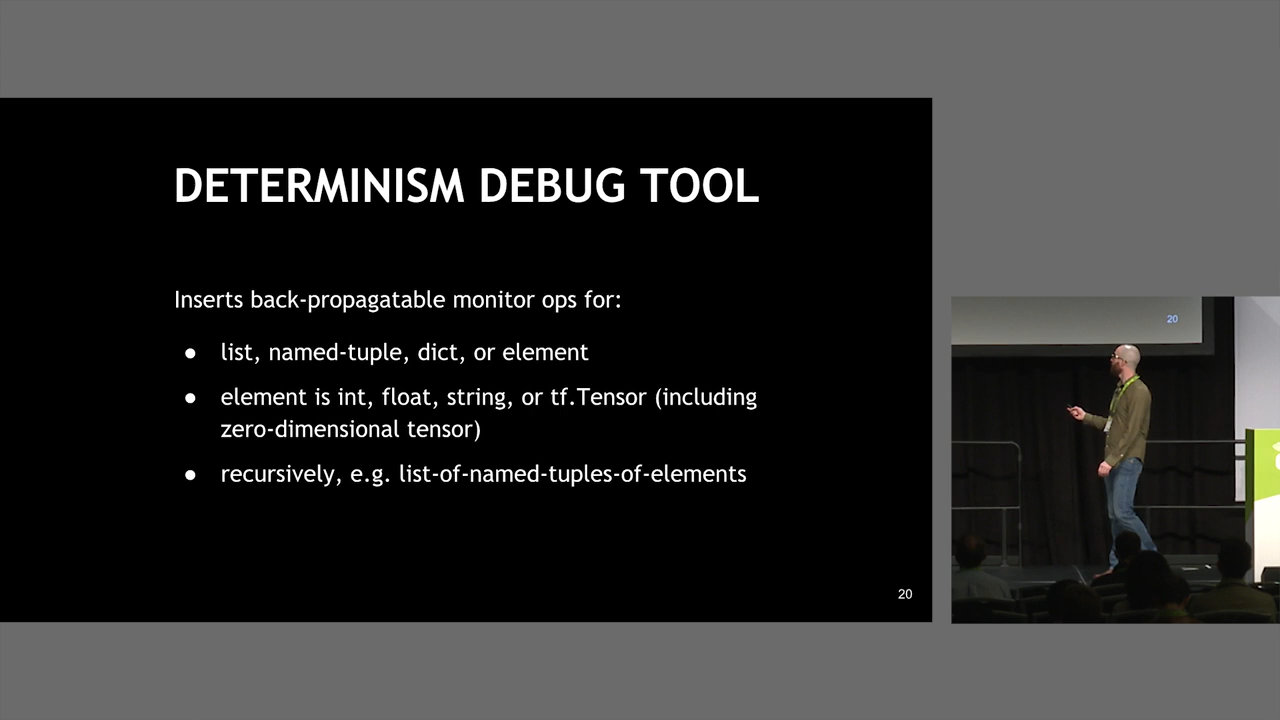 DETERMINISM DEBUG TOOL
Inserts back-propagatable monitor ops for:
● list, named-tuple, dict, or element
● element is int, float, string, or tf.Tensor (including
zero-dimensional tensor)
● recursively, e.g. list-of-named-tuples-of-elements
20
20